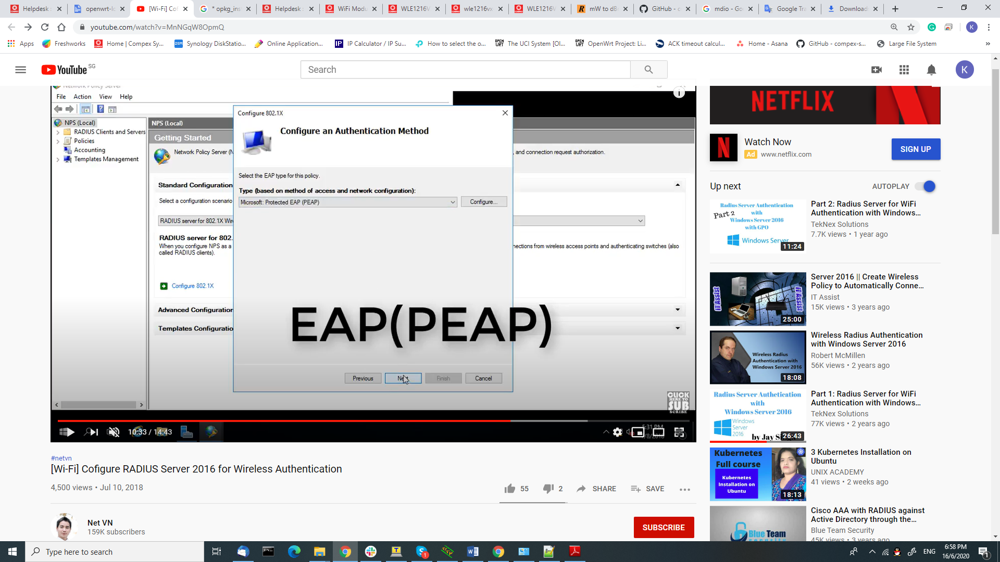 Helpdesk
openwrt-lo
[Wi-Fi] Co
* opkg_ins
Helpdesk
WiFi Modu
WLE1216V
wle1216vx
WLE1216V
mW to dB
GitHub - c
mdio - Go
Google Tra
Download
youtube.com/watch?v=MnNGqW8OpmQ
K
Apps
Freshworks
Home | Compex Sy...
Synology DiskStatio...
Online Application...
IP Calculator / IP Su...
How to select the o...
The UCI System [Ol...
OpenWrt Project: Li...
ACK timeout calcul...
Home - Asana
GitHub - compex-s...
Large File System
»
YouTube SG
Search
K
Network Policy Server
File Action View Help
NPS (Local)
RADIUS Clients and Servers
Policies
Accounting
Templates Management
NPS (Local)
Getting Started
Network Policy Server (N
, and connection request authorization.
Standard Configuration
Select a configuration scenario
RADIUS server for 802.1X Wir
RADIUS server for 802.
When you configure NPS as a
nections from wireless access points and authenticating switches (also
called RADIUS clients).
Configure 802.1X
Advanced Configuration
Templates Configuratio
Configure 802.1X
Configure an Authentication Method
Select the EAP type for this policy.
Type (based on method of access and network configuration):
Microsoft: Protected EAP (PEAP)
Configure...
EAP(PEAP)
Previous
Next
Finish
Cancel
CLICK
HERE TO
SUB
SCRIBE
10:33 / 14:43
5:31 PM
#netvn
[Wi-Fi] Cofigure RADIUS Server 2016 for Wireless Authentication
4,500 views • Jul 10, 2018
55
2
SHARE
SAVE
Net VN
159K subscribers
SUBSCRIBE
NETFLIX
Watch Now
Ad www.netflix.com
SIGN UP
Up next
AUTOPLAY
Radius Server Authentication
Part 2
with
Windows Server 2016
with GPO
Windows Server
11:24
Part 2: Radius Server for WiFi
Authentication with Windows...
TekNex Solutions
7.7K views • 1 year ago
IT Assist
IT Assist
25:00
Server 2016 || Create Wireless
Policy to Automatically Conne...
IT Assist
15K views • 3 years ago
Wireless Radius
Authentication with
Windows Server 2016
18:08
Wireless Radius Authentication
with Windows Server 2016
Robert McMillen
56K views • 2 years ago
Radius Server Authetication
with
Windows Server 2016
Windows
Server
2016
by Jay Si
26:43
Part 1: Radius Server for WiFi
Authentication with Windows...
TekNex Solutions
77K views • 2 years ago
Kubernetes
Full course
Kubernetes
Installation on
Ubuntu
18:13
3 Kubernetes Installation on
Ubuntu
UNIX ACADEMY
41 views • 2 weeks ago
Blue Team
Cisco AAA with RADIUS against
Active Directory through the...
Blue Team Security
45K views • 3 years ago
Type here to search
ENG
6:58 PM
16/6/2020